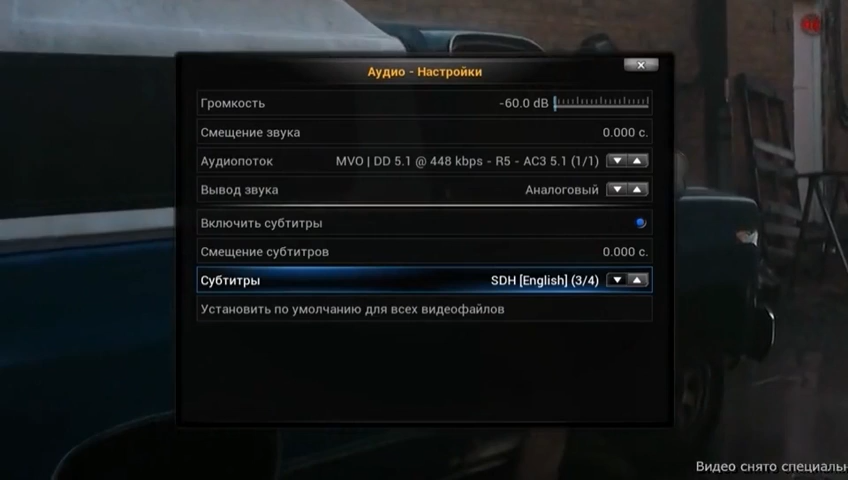 Аудио - Настройки
Громкость -60.0 dB
Смещение звука 0.000 с.
Аудиопоток MVO | DD 5.1 @ 448 kbps - R5 - AC3 5.1 (1/1)
Вывод звука Аналоговый
Включить субтитры
Смещение субтитров 0.000 с.
Субтитры SDH [English] (3/4)
Установить по умолчанию для всех видеофайлов
Видео снято специальн